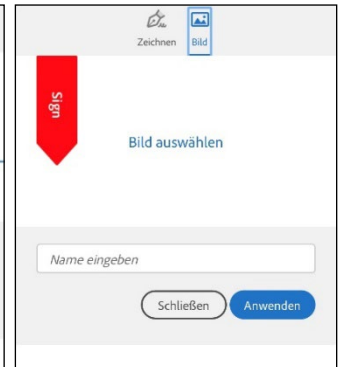 Zeichnen
Bild
Sign
Bild auswählen
Name eingeben
Schließen
Anwenden